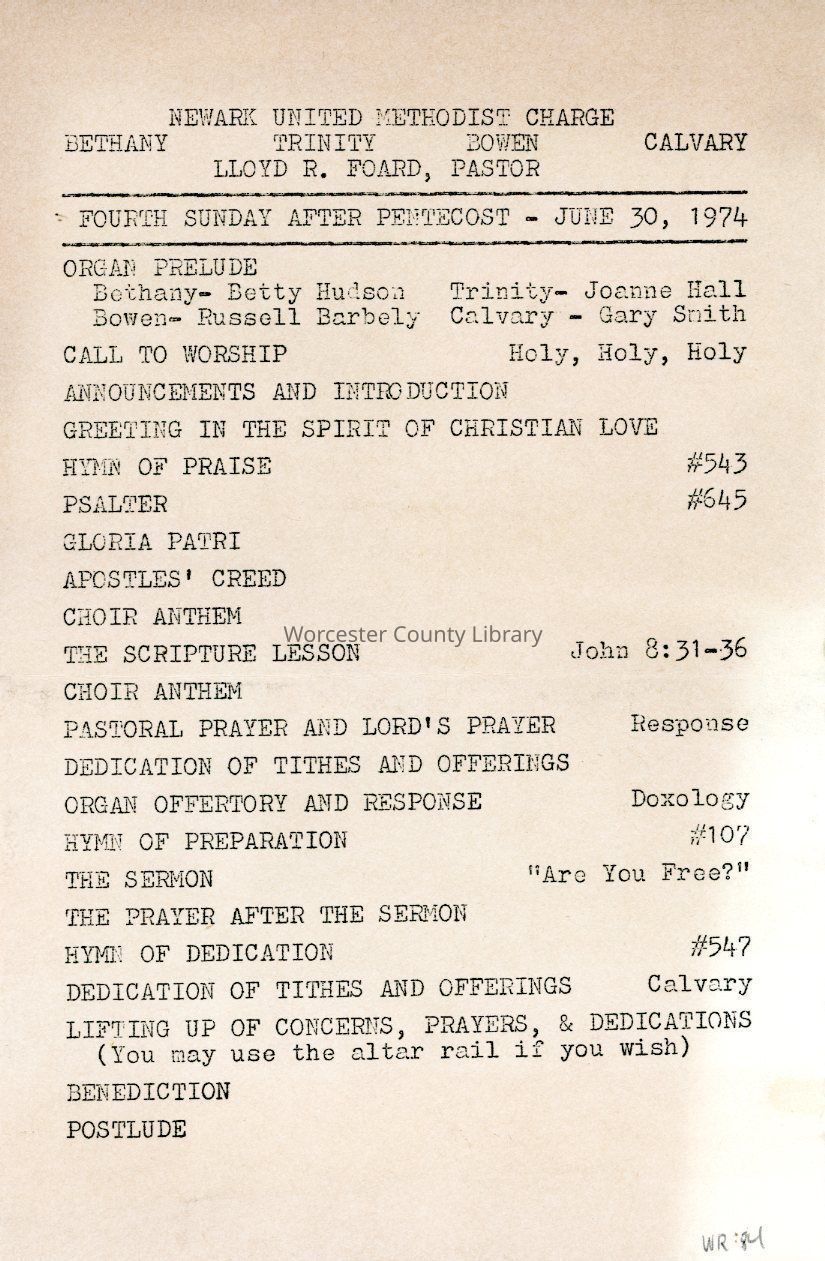 NEWARK UNITED METHODIST CHARGE
BETHANY TRINITY BOWEN CALVARY
LLOYD R. FOARD, PASTOR
FOURTH SUNDAY AFTER PENTECOST - JUNE 30, 1974
ORGAN PRELUDE
Bethany- Betty Hudson Trinity- Joanne Hall
Bowen- Russell Barbely Calvary - Gary Smith
CALL TO WORSHIP Holy, Holy, Holy
ANNOUNCEMENTS AND INTRODUCTION
GREETING IN THE SPIRIT OF CHRISTIAN LOVE
HYMN OF PRAISE #543
PSALTER #645
GLORIA PATRI
APOSTLES' CREED
CHOIR ANTHEM
Worcester County Library
THE SCRIPTURE LESSON John 8:31-36
CHOIR ANTHEM
PASTORAL PRAYER AND LORD'S PRAYER Response
DEDICATION OF TITHES AND OFFERINGS
ORGAN OFFERTORY AND RESPONSE Doxology
HYMN OF PREPARATION #107
THE SERMON "Are You Free?"
THE PRAYER AFTER THE SERMON
HYMN OF DEDICATION #547
DEDICATION OF TITHES AND OFFERINGS Calvary
LIFTING UP OF CONCERNS, PRAYERS, & DEDICATIONS
(You may use the altar rail if you wish)
BENEDICTION
POSTLUDE
WR